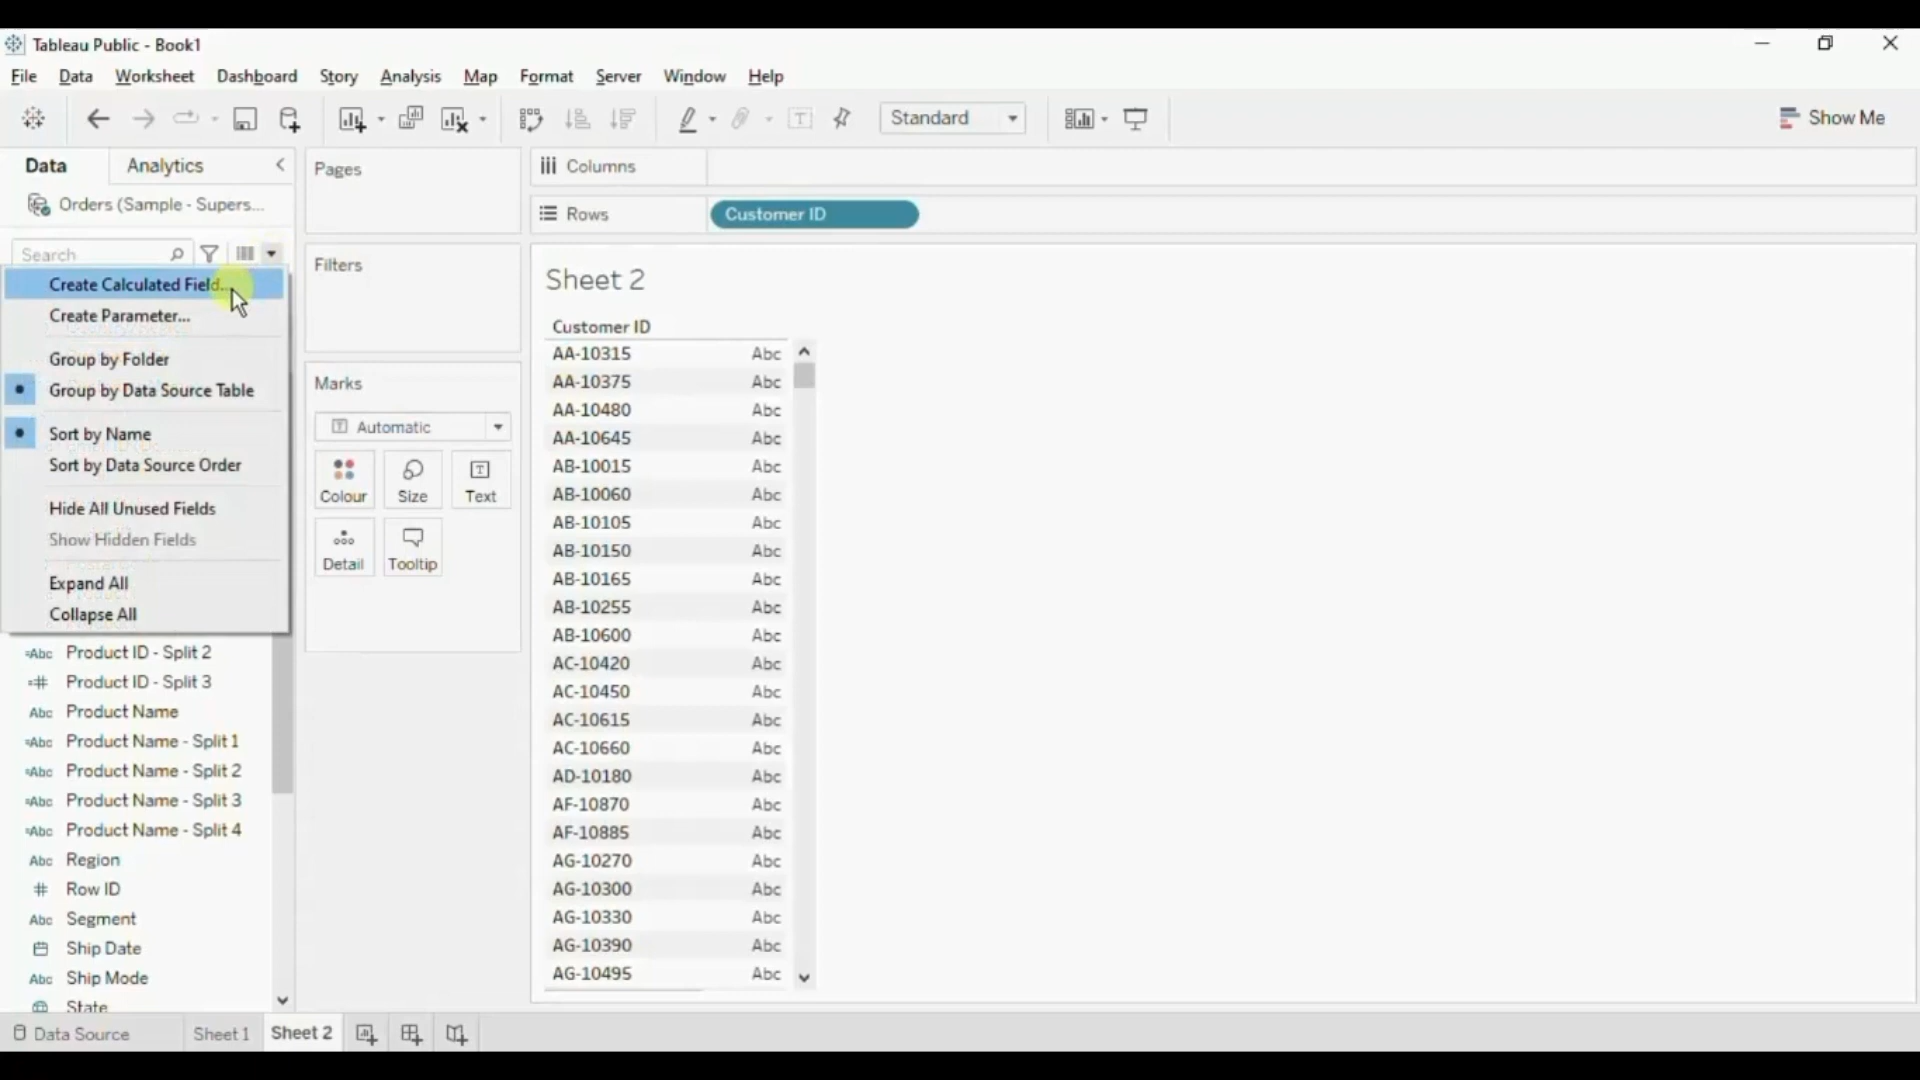 Tableau Public - Book1
File Data Worksheet Dashboard Story Analysis Map Format Server Window Help
Standard
Show Me
Data Analytics
Orders (Sample - Supers...
Search
Create Calculated Field...
Create Parameter...
Group by Folder
Group by Data Source Table
Sort by Name
Sort by Data Source Order
Hide All Unused Fields
Show Hidden Fields
Expand All
Collapse All
Abc Product ID - Split 2
# Product ID - Split 3
Abc Product Name
Abc Product Name - Split 1
Abc Product Name - Split 2
Abc Product Name - Split 3
Abc Product Name - Split 4
Abc Region
# Row ID
Abc Segment
Ship Date
Abc Ship Mode
State
Pages
Filters
Marks
Automatic
Colour Size Text
Detail Tooltip
Columns
Rows Customer ID
Sheet 2
Customer ID
AA-10315 Abc
AA-10375 Abc
AA-10480 Abc
AA-10645 Abc
AB-10015 Abc
AB-10060 Abc
AB-10105 Abc
AB-10150 Abc
AB-10165 Abc
AB-10255 Abc
AB-10600 Abc
AC-10420 Abc
AC-10450 Abc
AC-10615 Abc
AC-10660 Abc
AD-10180 Abc
AF-10870 Abc
AF-10885 Abc
AG-10270 Abc
AG-10300 Abc
AG-10330 Abc
AG-10390 Abc
AG-10495 Abc
Data Source Sheet 1 Sheet 2